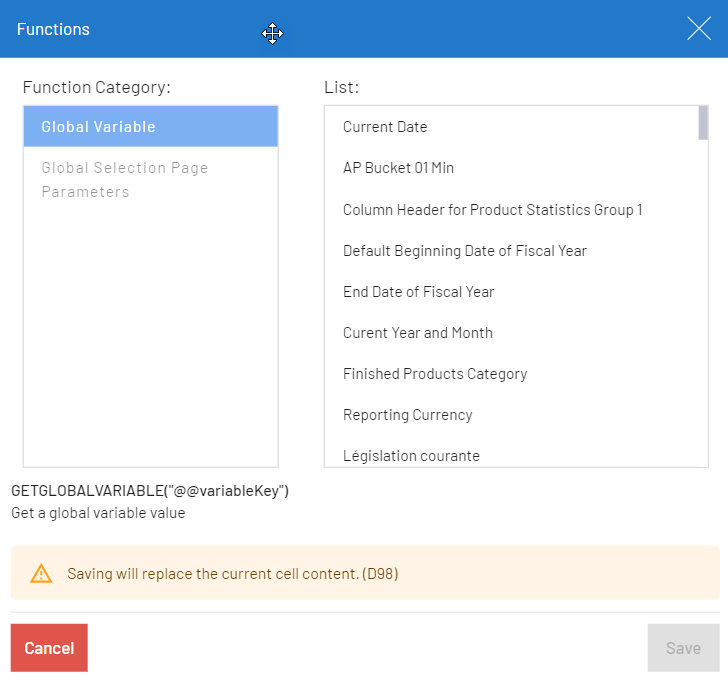 Functions
Function Category:
List:
Global Variable
Global Selection Page
Parameters
Current Date
AP Bucket 01 Min
Column Header for Product Statistics Group 1
Default Beginning Date of Fiscal Year
End Date of Fiscal Year
Curent Year and Month
Finished Products Category
Reporting Currency
Législation courante
GETGLOBALVARIABLE("@@variableKey")
Get a global variable value
Saving will replace the current cell content. (D98)
Cancel
Save